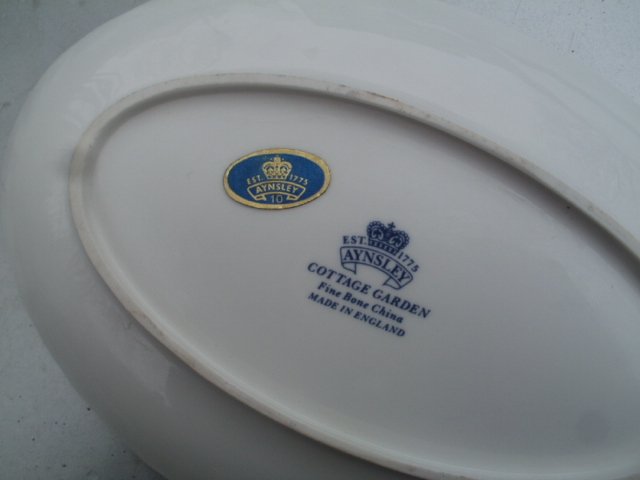 EST. 1775
AYNSLEY
10
EST. 1775
AYNSLEY
COTTAGE GARDEN
Fine Bone China
MADE IN ENGLAND